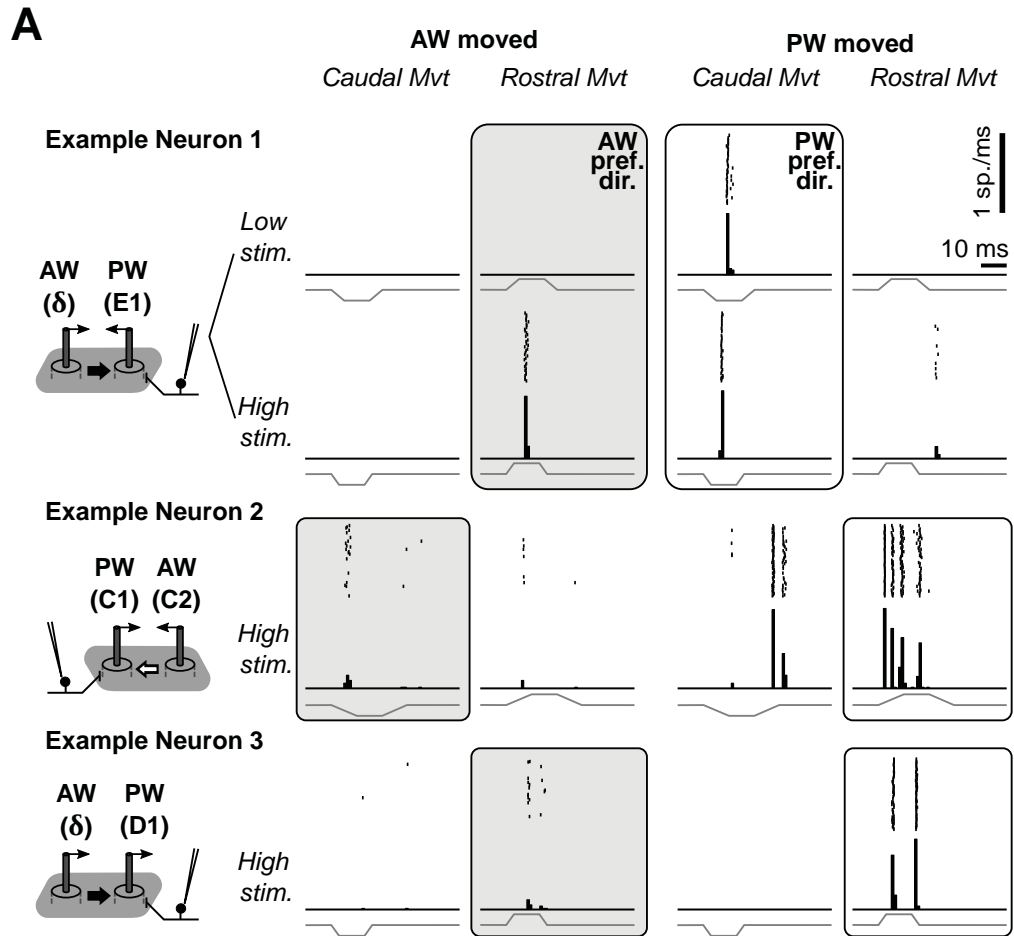 A
AW moved
PW moved
Caudal Mvt
Rostral Mvt
Caudal Mvt
Rostral Mvt
Example Neuron 1
AW
pref.
dir.
PW
pref.
dir.
1 sp./ms
10 ms
Low
stim.
AW
(δ)
PW
(E1)
High
stim.
Example Neuron 2
PW
(C1)
AW
(C2)
High
stim.
Example Neuron 3
AW
(δ)
PW
(D1)
High
stim.